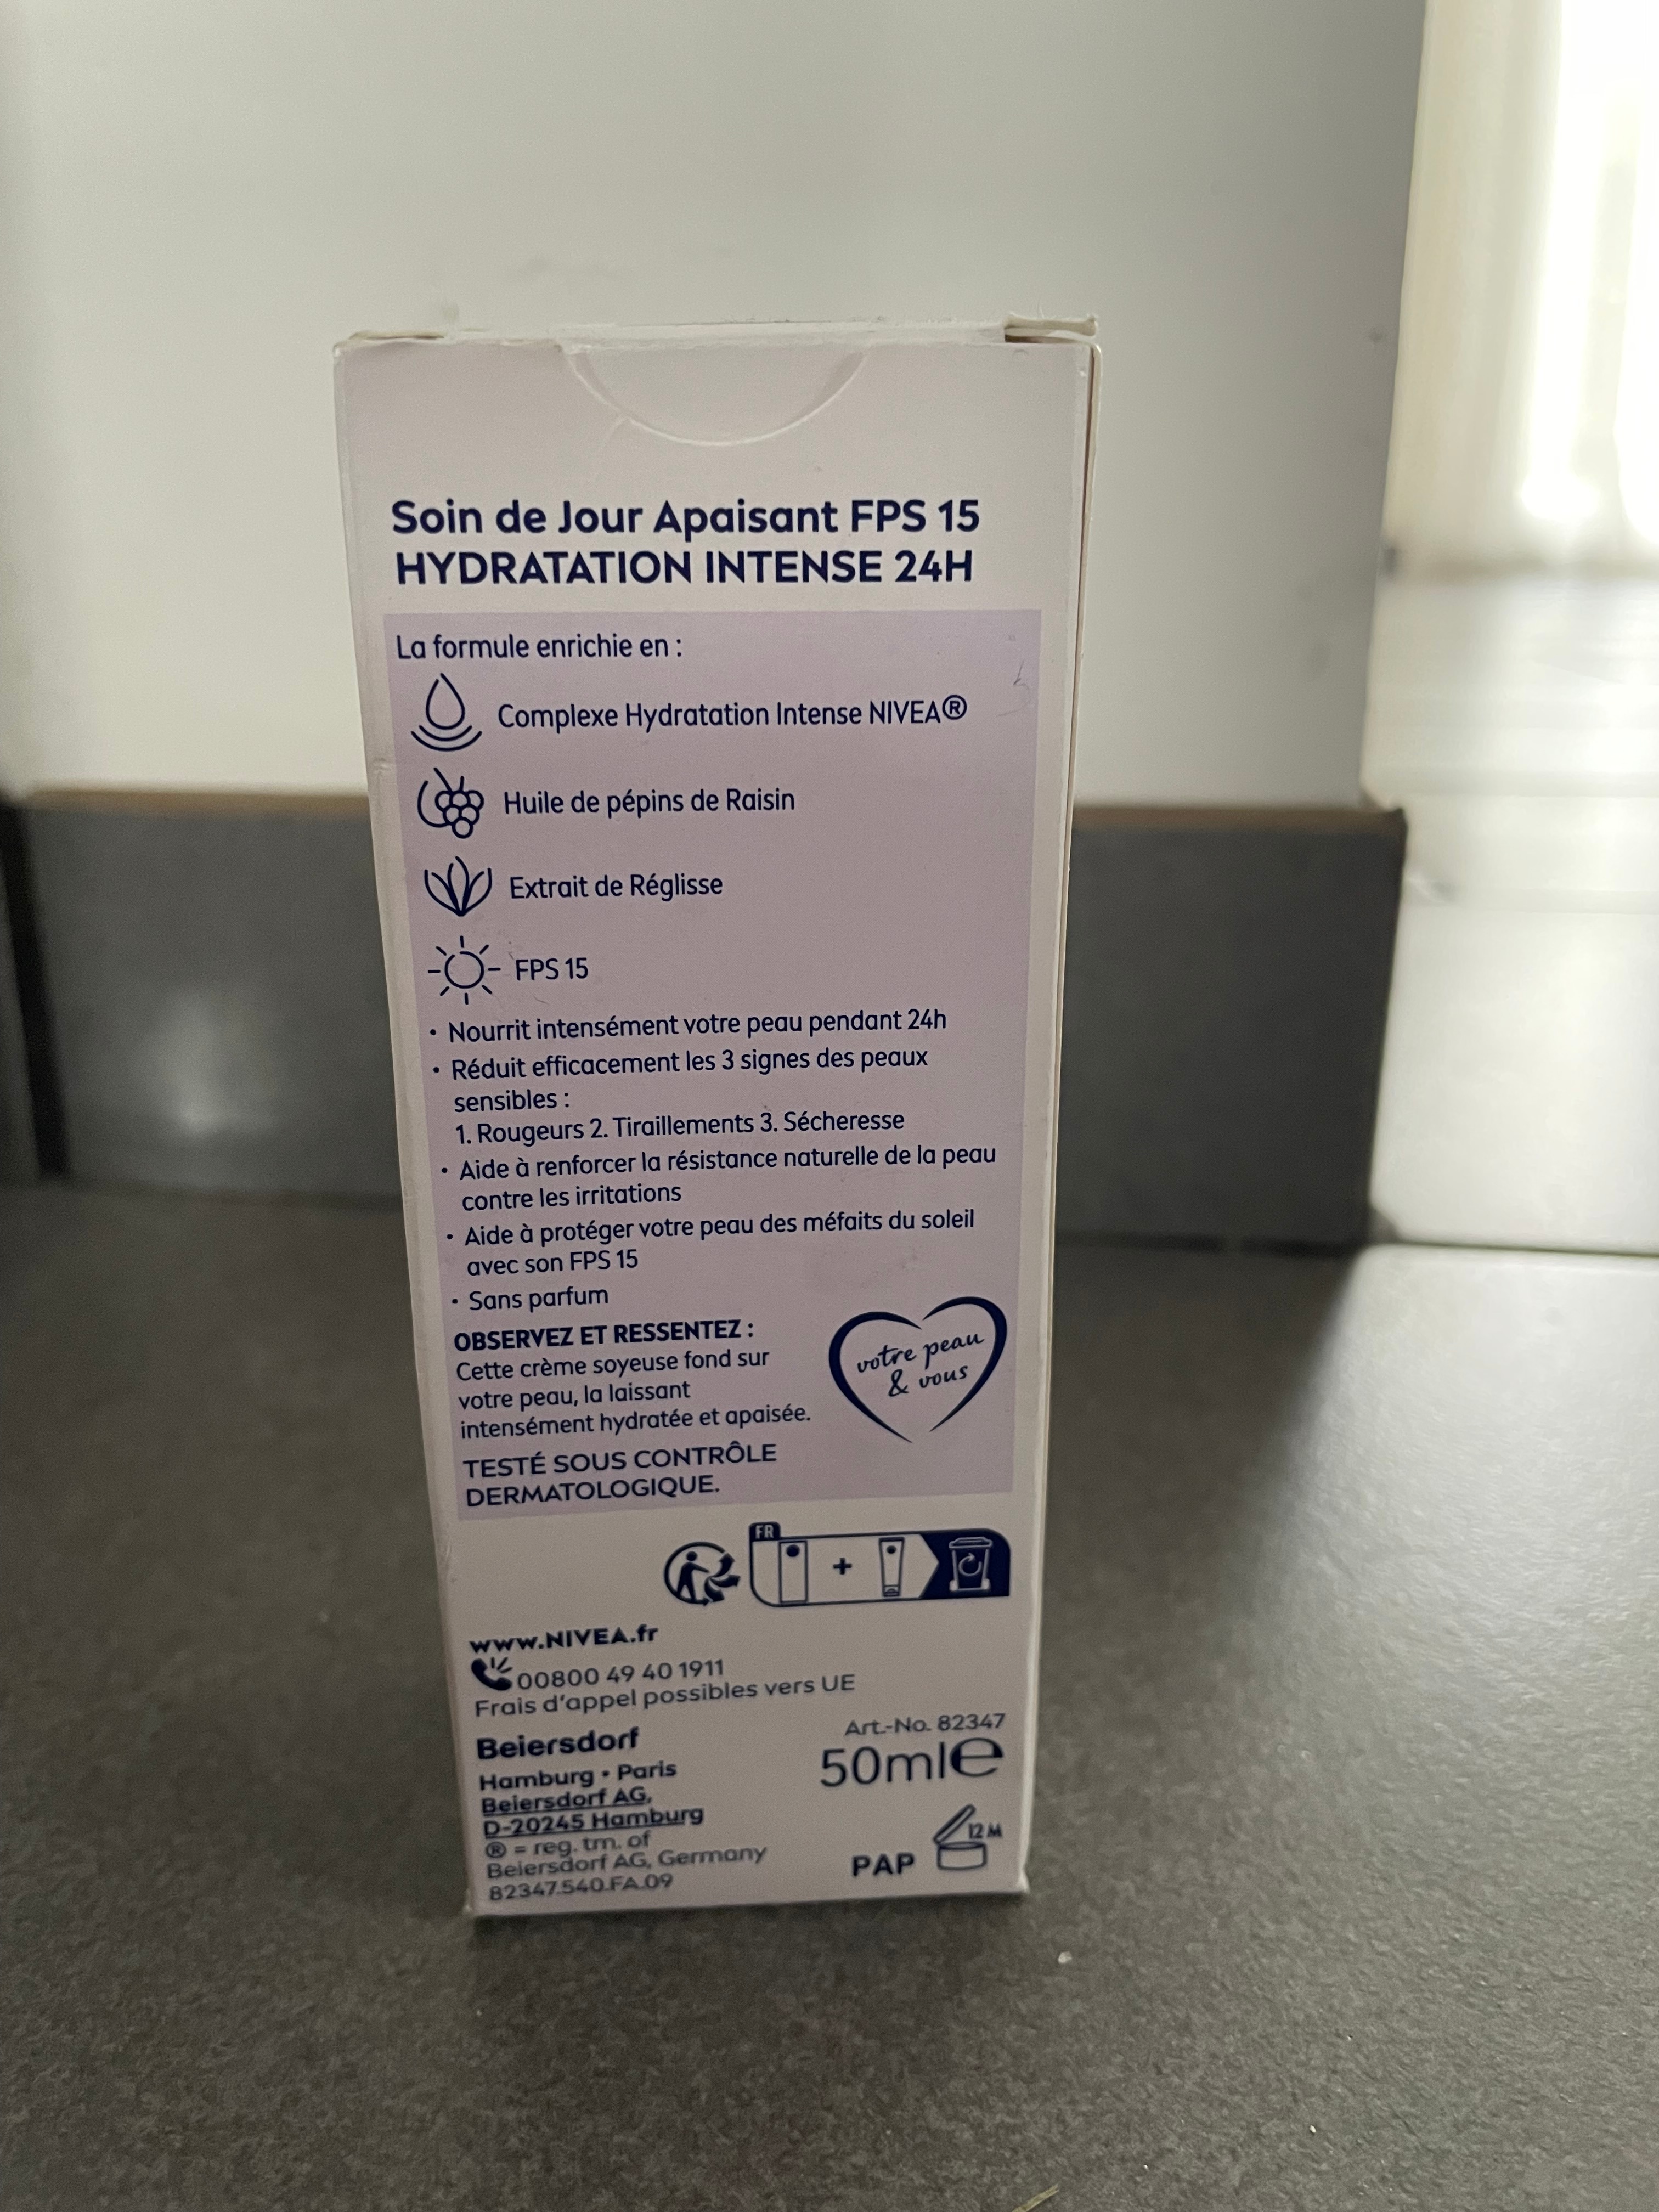 Soin de Jour Apaisant FPS 15
HYDRATATION INTENSE 24H
La formule enrichie en :
Complexe Hydratation Intense NIVEA®
Huile de pépins de Raisin
Extrait de Réglisse
FPS 15
• Nourrit intensément votre peau pendant 24h
• Réduit efficacement les 3 signes des peaux
sensibles :
1. Rougeurs 2. Tiraillements 3. Sécheresse
• Aide à renforcer la résistance naturelle de la peau
contre les irritations
• Aide à protéger votre peau des méfaits du soleil
avec son FPS 15
• Sans parfum
OBSERVEZ ET RESSENTEZ :
Cette crème soyeuse fond sur
votre peau, la laissant
intensément hydratée et apaisée.
votre peau
& vous
TESTÉ SOUS CONTRÔLE
DERMATOLOGIQUE.
FR
+
www.NIVEA.fr
00800 49 40 1911
Frais d'appel possibles vers UE
Beiersdorf
Hamburg • Paris
Beiersdorf AG,
D-20245 Hamburg
® = reg. tm. of
Beiersdorf AG, Germany
82347.540.FA.09
Art.-No. 82347
50ml℮
12 M
PAP